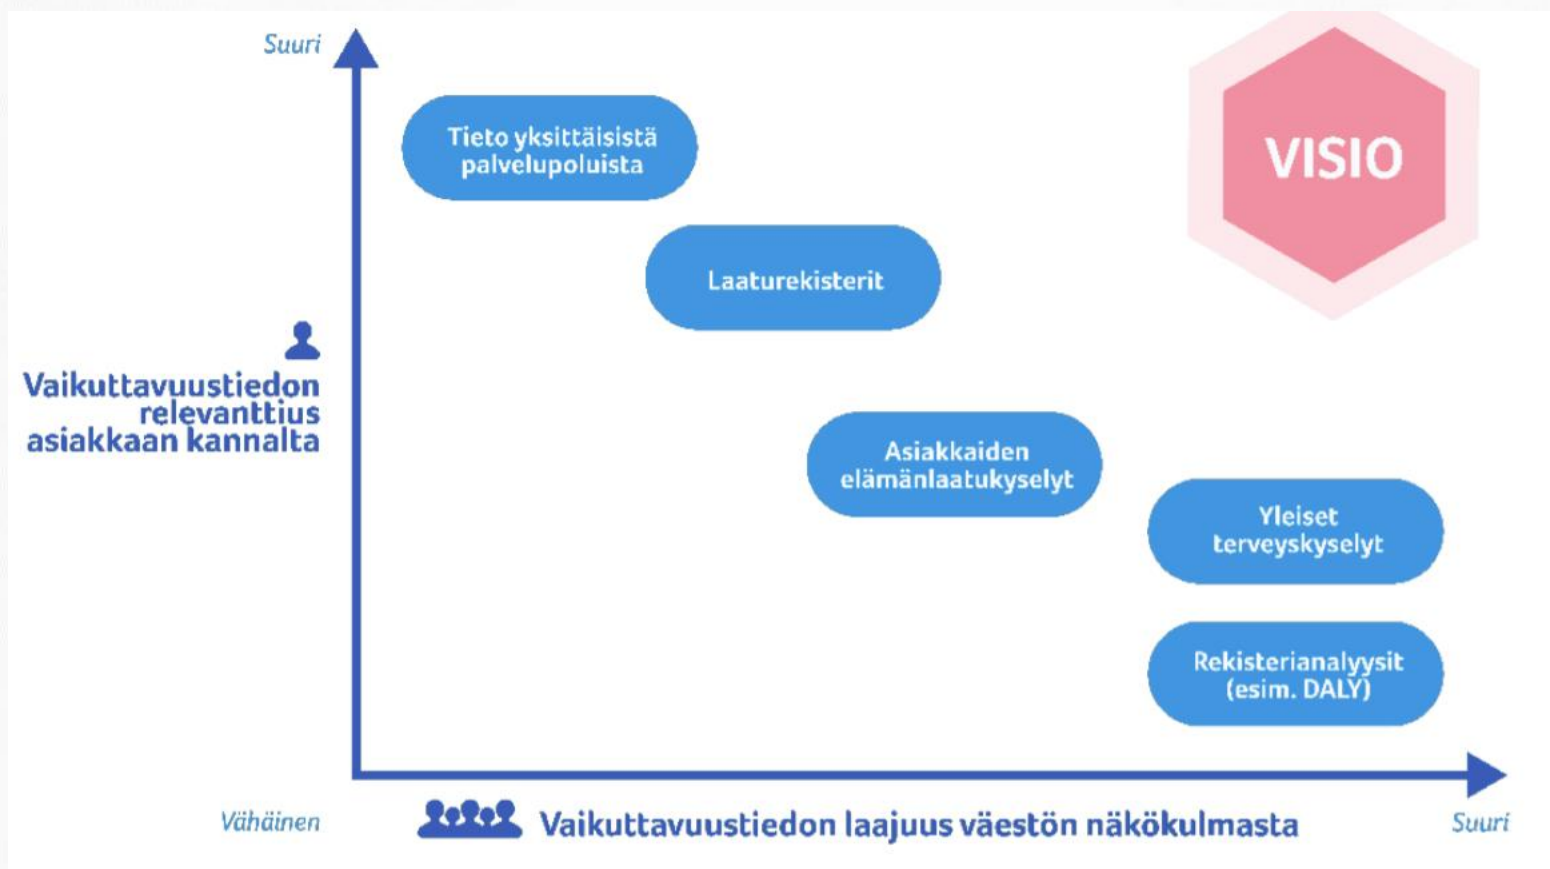 Suuri
Tieto yksittäisistä
palvelupoluista
VISIO
Laaturekisterit
Vaikuttavuustiedon
relevanttius
asiakkaan kannalta
Asiakkaiden
elämänlaatukyselyt
Yleiset
terveyskyselyt
Rekisterianalyysit
(esim. DALY)
Vähäinen
Vaikuttavuustiedon laajuus väestön näkökulmasta
Suuri